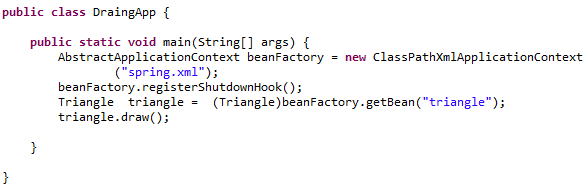 public class DraingApp {
public static void main(String[] args) {
AbstractApplicationContext beanFactory = new ClassPathXmlApplicationContext
("spring.xml");
beanFactory.registerShutdownHook();
Triangle  triangle =  (Triangle)beanFactory.getBean("triangle");
triangle.draw();
}
}